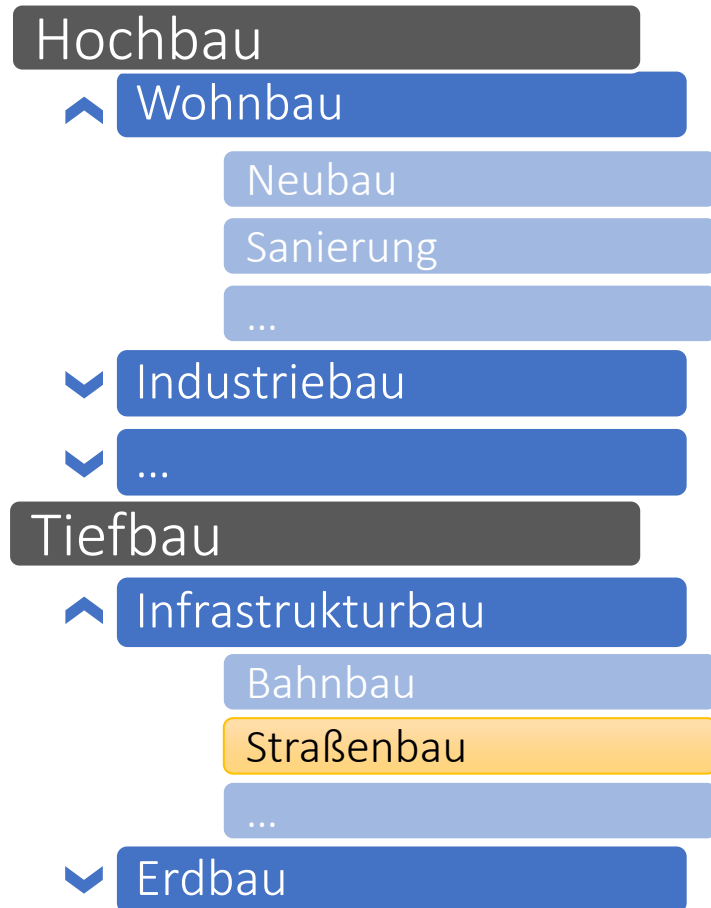 Hochbau
Wohnbau
Neubau
Sanierung
...
Industriebau
...
Tiefbau
Infrastrukturbau
Bahnbau
Straßenbau
...
Erdbau